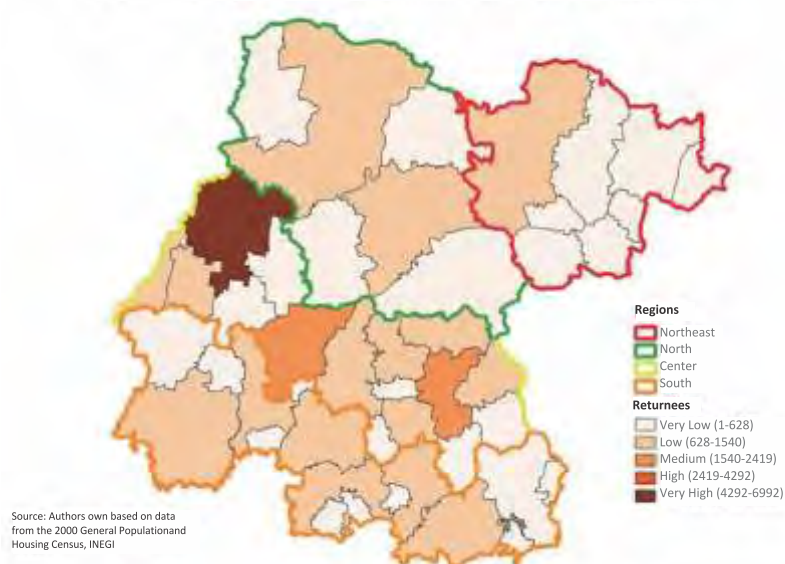 Regions
Northeast
North
Center
South
Returnees
Very Low (1-628)
Low (628-1540)
Medium (1540-2419)
High (2419-4292)
Very High (4292-6992)
Source: Authors own based on data
from the 2000 General Populationand
Housing Census, INEGI